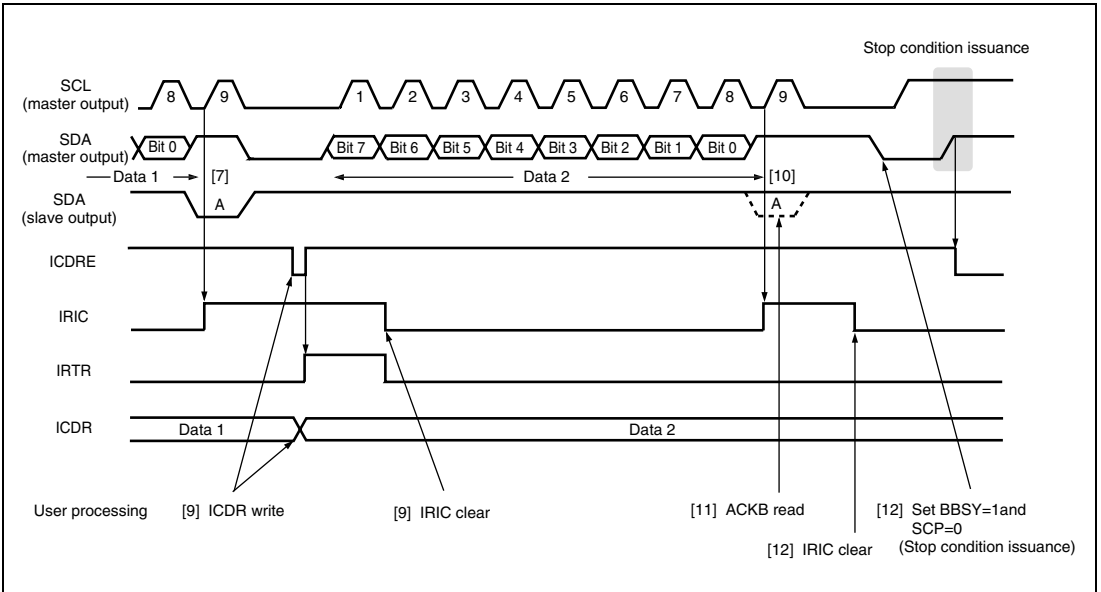 Stop condition issuance
SCL
(master output)
8 9 1 2 3 4 5 6 7 8 9
SDA
(master output)
Bit 0 Bit 7 Bit 6 Bit 5 Bit 4 Bit 3 Bit 2 Bit 1 Bit 0
Data 1 [7] Data 2 [10]
SDA
(slave output)
A A
ICDRE
IRIC
IRTR
ICDR
Data 1 Data 2
User processing [9] ICDR write [9] IRIC clear [11] ACKB read [12] Set BBSY=1and
SCP=0
[12] IRIC clear (Stop condition issuance)